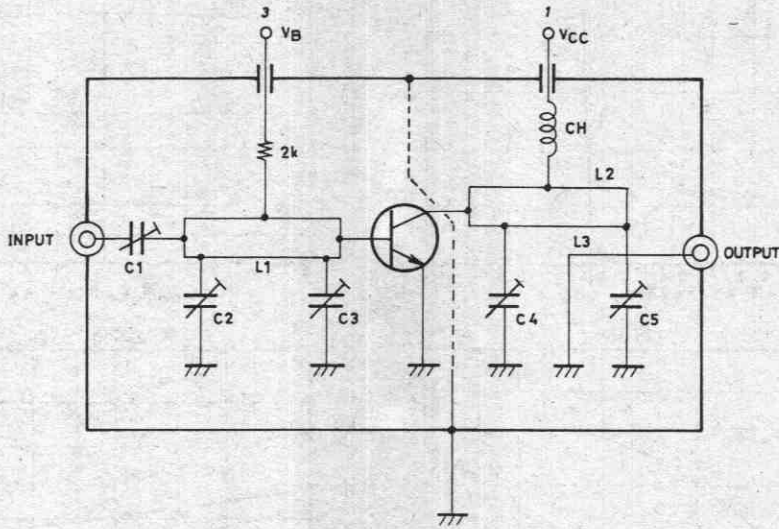 3 1
VB VCC
CH
2k
L2
INPUT L3 OUTPUT
C1 L1
C2 C3 C4 C5